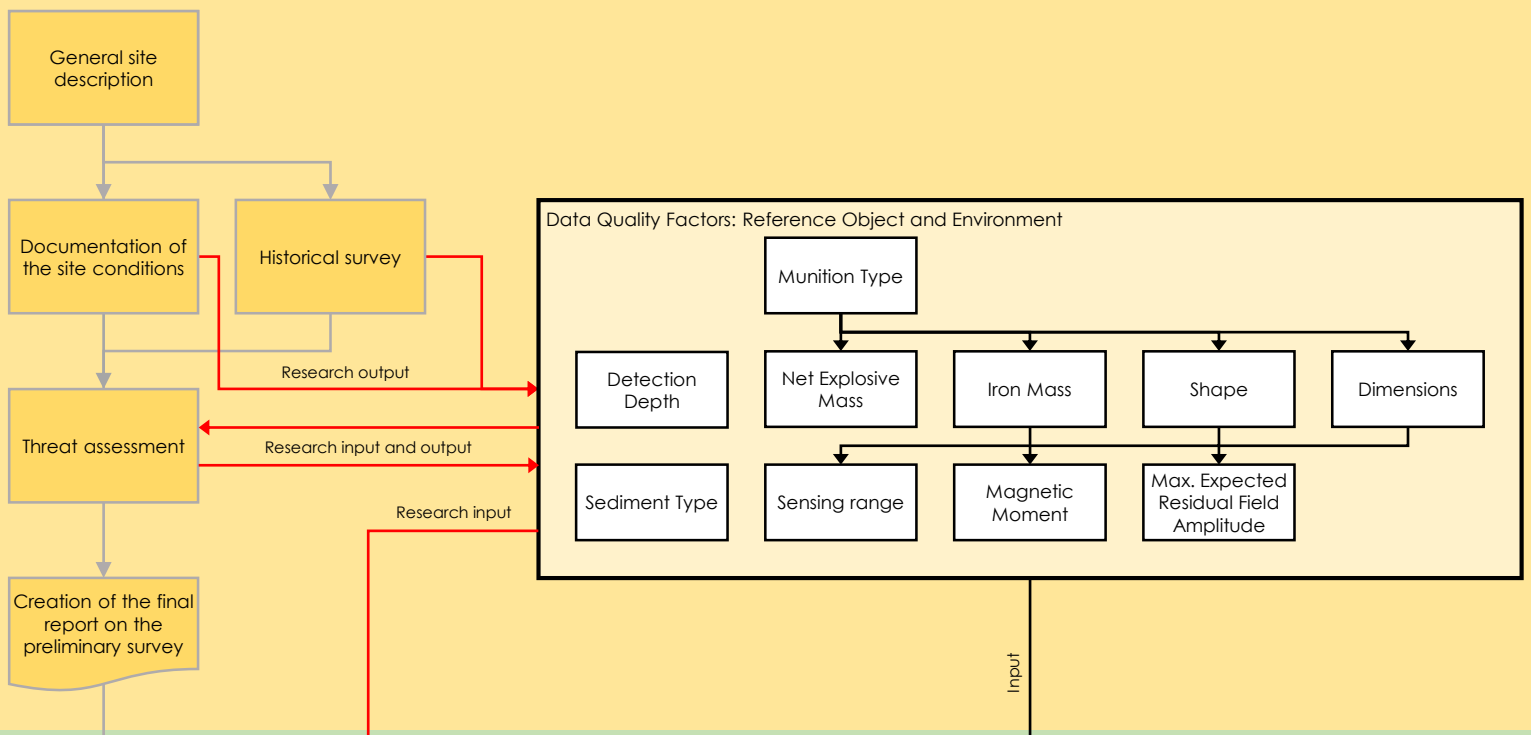 General site
description
Documentation of
the site conditions
Historical survey
Data Quality Factors: Reference Object and Environment
Munition Type
Research output
Detection
Depth
Net Explosive
Mass
Iron Mass
Shape
Dimensions
Threat assessment
Research input and output
Research input
Sediment Type
Sensing range
Magnetic
Moment
Max. Expected
Residual Field
Amplitude
Creation of the final
report on the
preliminary survey
Input